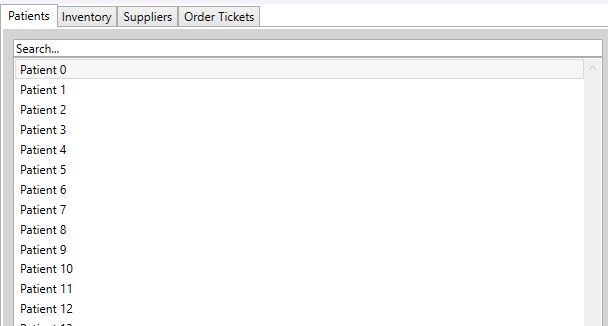 Patients Inventory Suppliers Order Tickets
Search...
Patient 0
Patient 1
Patient 2
Patient 3
Patient 4
Patient 5
Patient 6
Patient 7
Patient 8
Patient 9
Patient 10
Patient 11
Patient 12